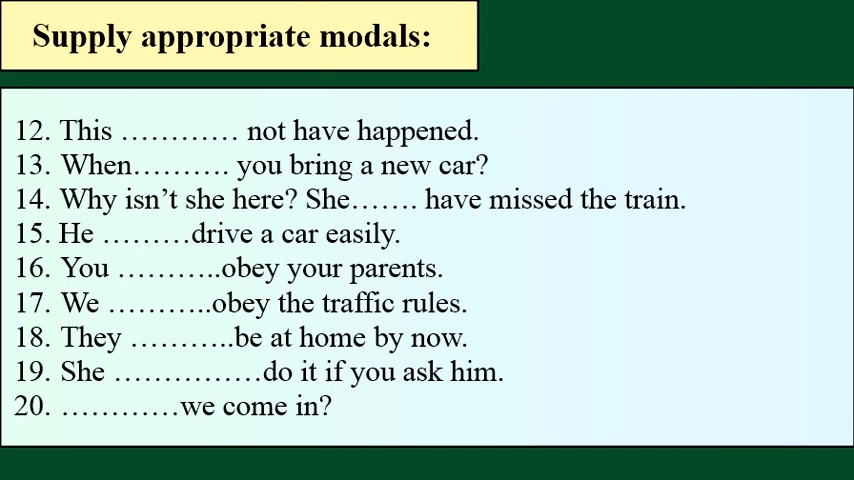 Supply appropriate modals:
12. This ………… not have happened.
13. When………. you bring a new car?
14. Why isn’t she here? She……. have missed the train.
15. He ………drive a car easily.
16. You ………..obey your parents.
17. We ………..obey the traffic rules.
18. They ………..be at home by now.
19. She ……………do it if you ask him.
20. …………we come in?